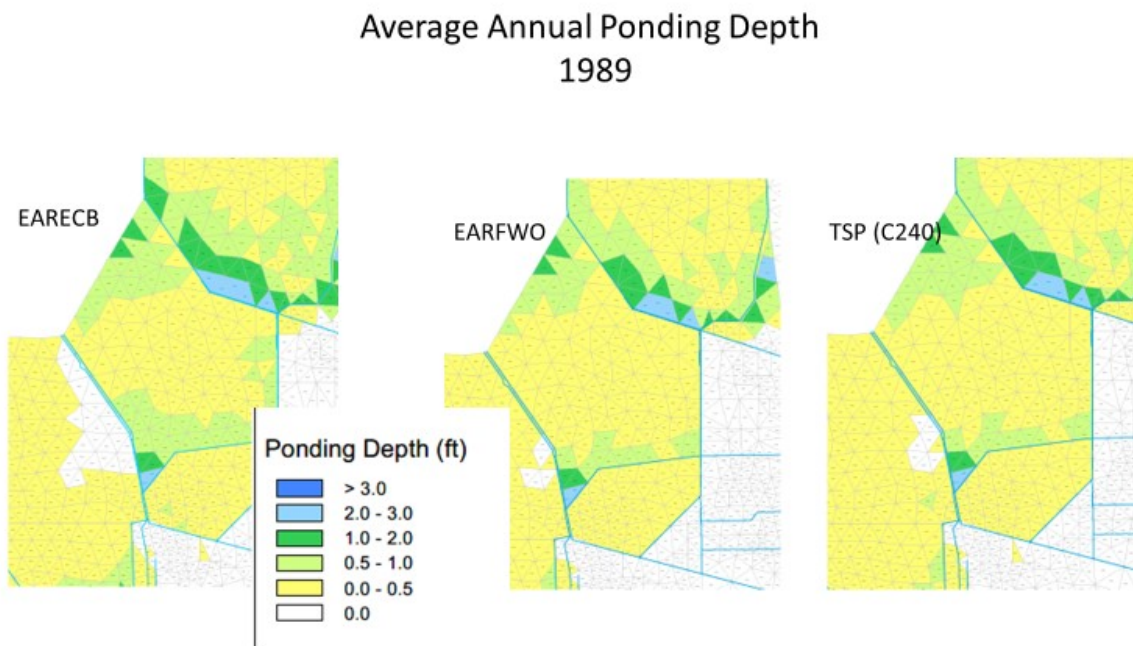 Average Annual Ponding Depth
1989
EARECB
EARFWO
TSP (C240)
Ponding Depth (ft)
> 3.0
2.0 - 3.0
1.0 - 2.0
0.5 - 1.0
0.0 - 0.5
0.0